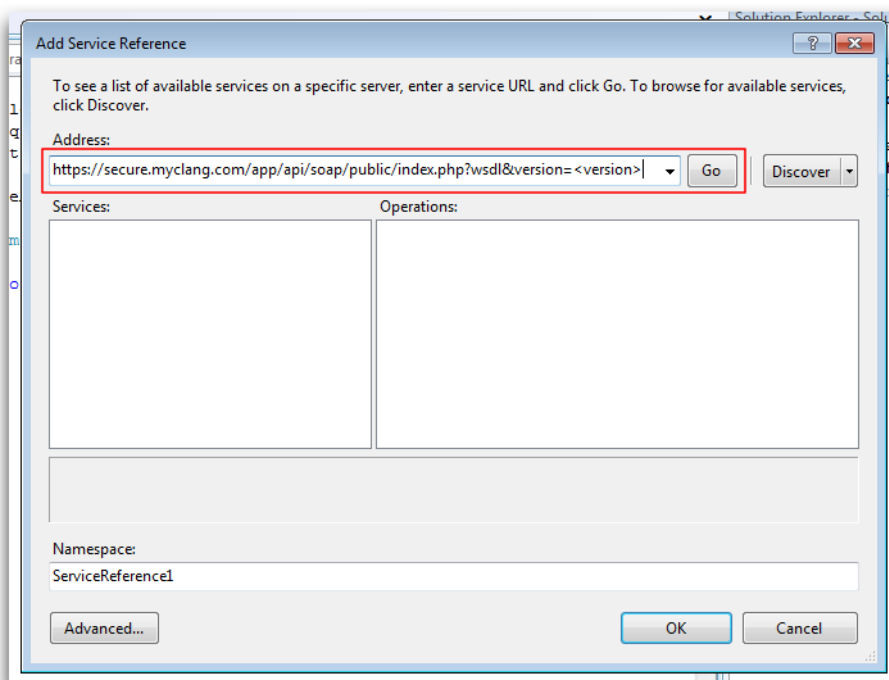 Solution Explorer - Solu
Add Service Reference
To see a list of available services on a specific server, enter a service URL and click Go. To browse for available services,
click Discover.
Address:
https://secure.myclang.com/app/api/soap/public/index.php?wsdl&version=<version>
Go
Discover
Services:
Operations:
Namespace:
ServiceReference1
Advanced...
OK
Cancel